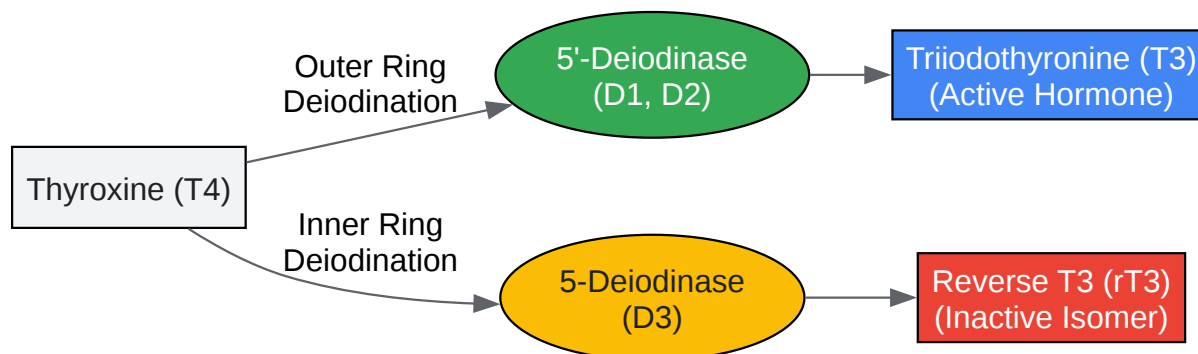 Outer Ring
Deiodination
5'-Deiodinase
(D1, D2)
Triiodothyronine (T3)
(Active Hormone)
Thyroxine (T4)
Inner Ring
Deiodination
5-Deiodinase
(D3)
Reverse T3 (rT3)
(Inactive Isomer)